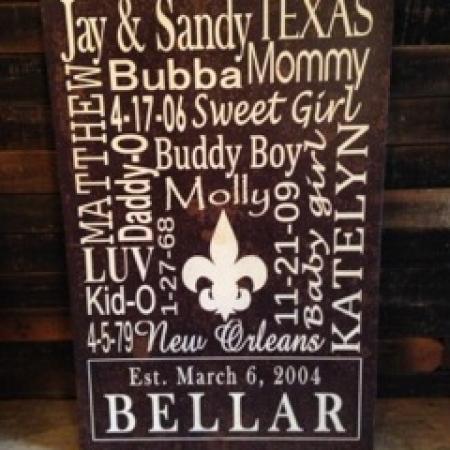 Jay & Sandy
TEXAS
Bubba
Mommy
MATTHEW
4-17-06
Sweet Girl
Daddy-O
Buddy Boy
KATELYN
Molly
Baby girl
11-21-09
1-27-68
LUV
Kid-O
4-5-79
New Orleans
Est. March 6, 2004
BELLAR